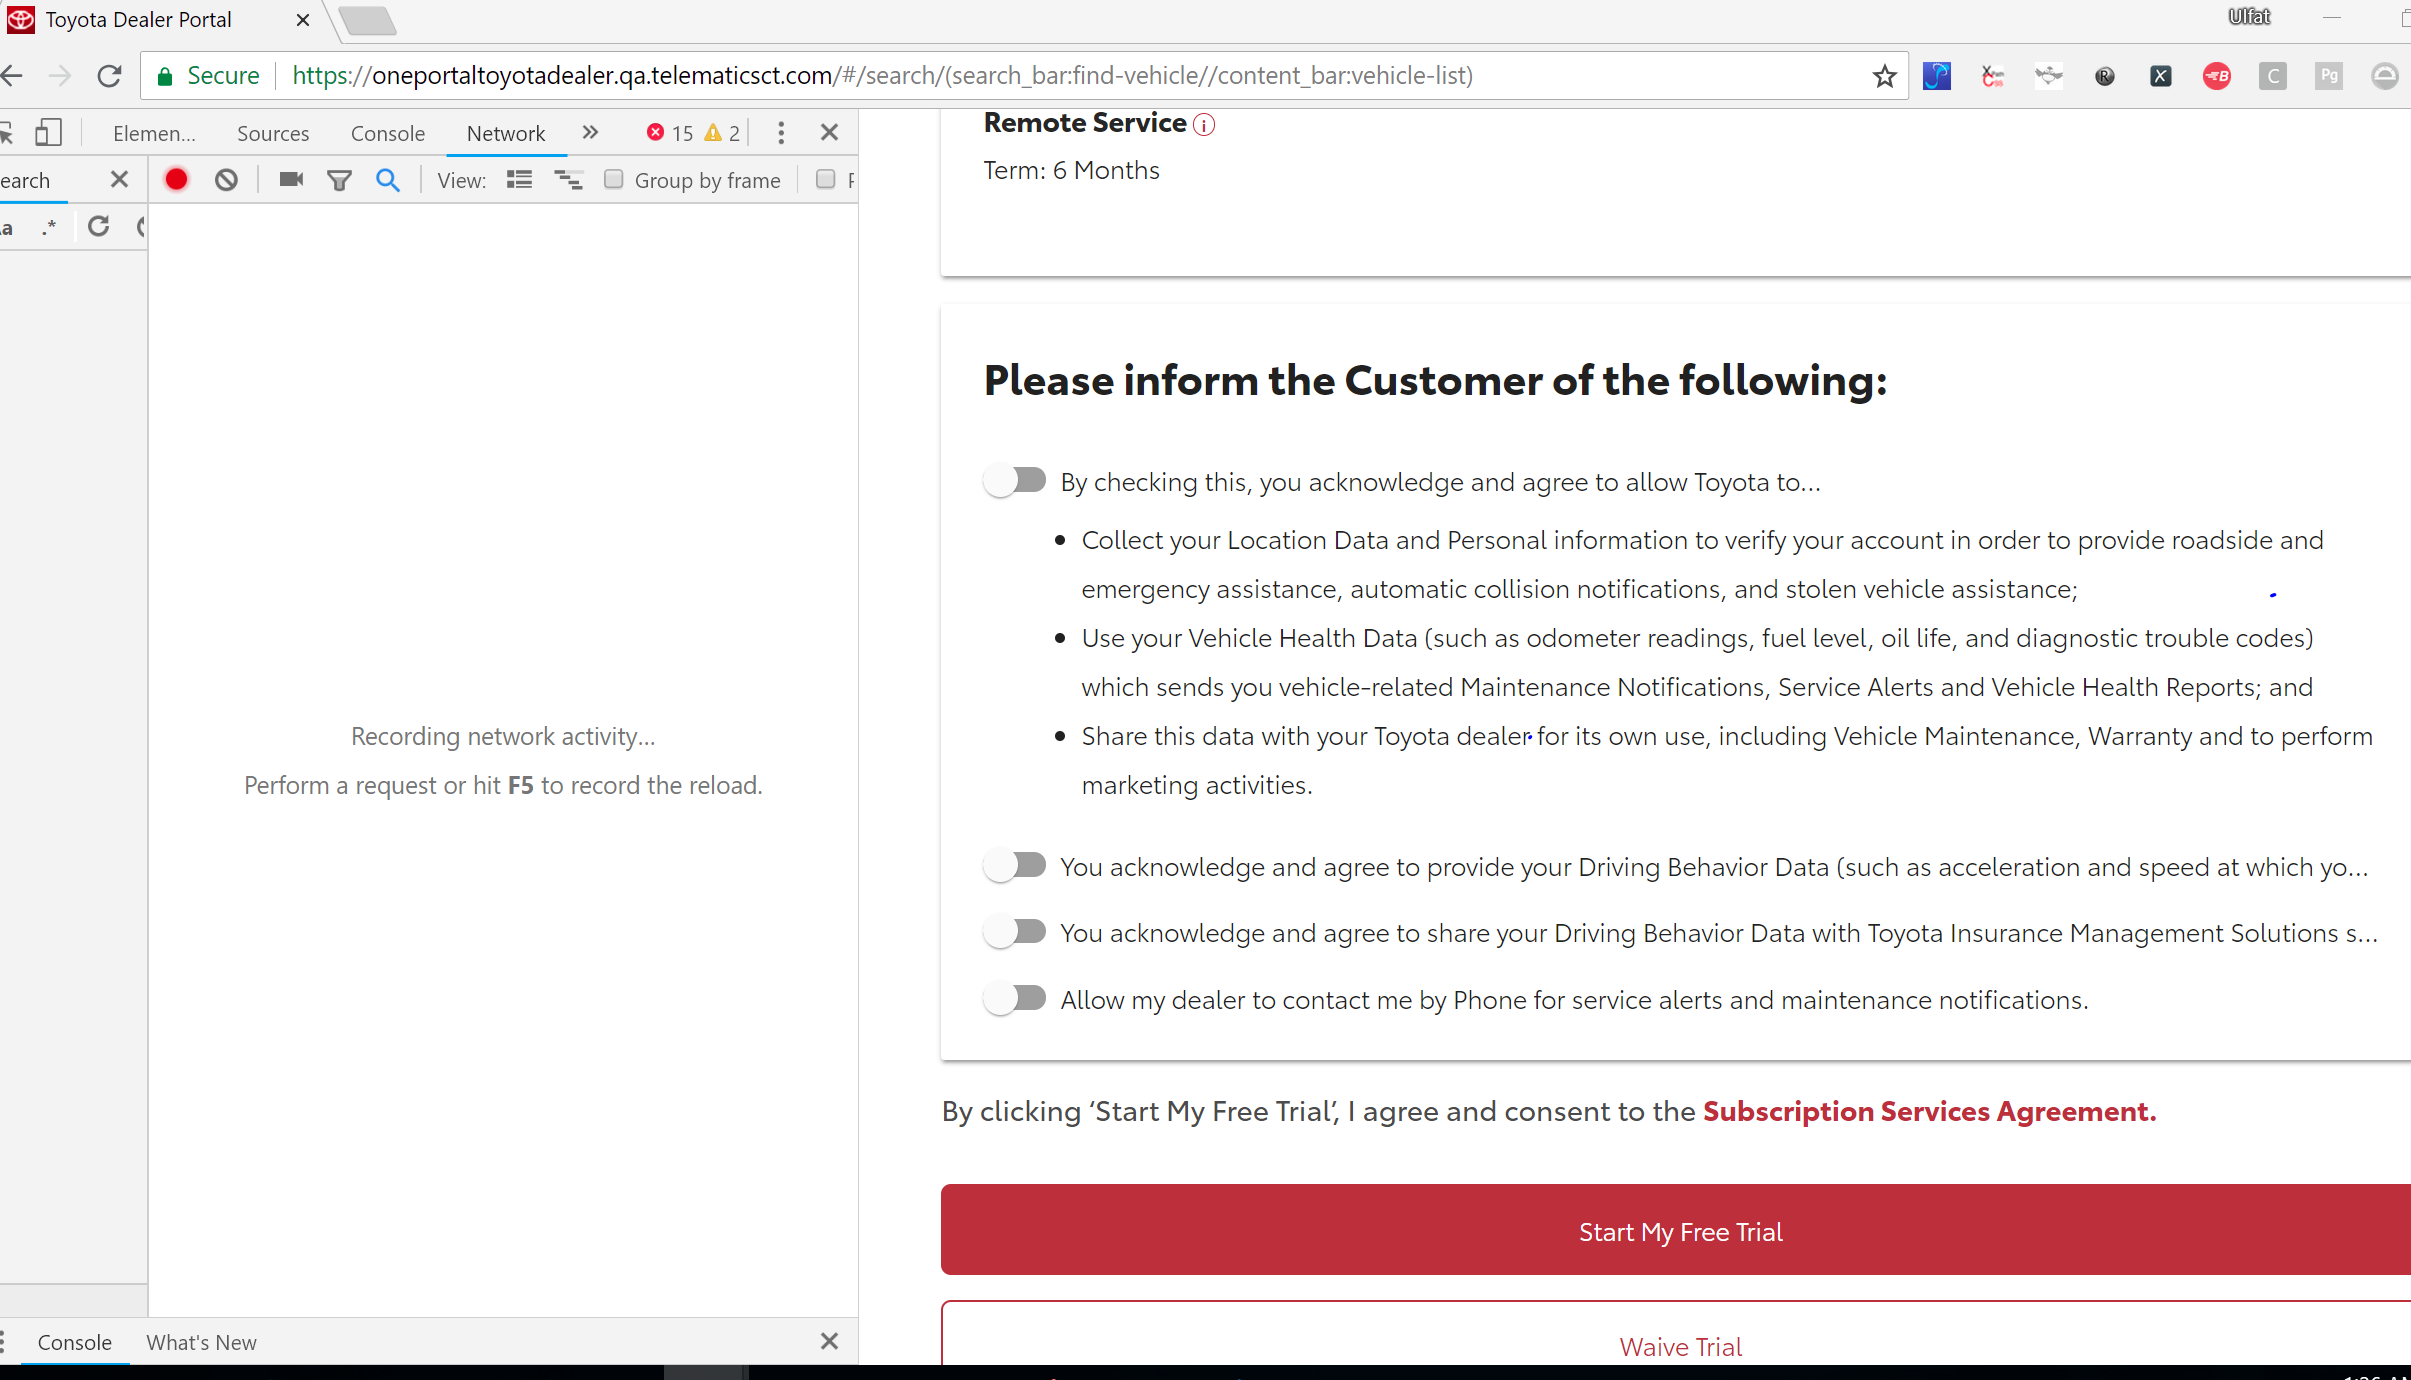 Toyota Dealer Portal
Ulfat
Secure
https://oneportaltoyotadealer.qa.telematicsct.com/#/search/(search_bar:find-vehicle//content_bar:vehicle-list)
Elemen... Sources Console Network 15 2
earch
View: Group by frame
Aa .*
Recording network activity...
Perform a request or hit F5 to record the reload.
Console What's New
Remote Service
Term: 6 Months
Please inform the Customer of the following:
By checking this, you acknowledge and agree to allow Toyota to...
Collect your Location Data and Personal information to verify your account in order to provide roadside and
emergency assistance, automatic collision notifications, and stolen vehicle assistance;
Use your Vehicle Health Data (such as odometer readings, fuel level, oil life, and diagnostic trouble codes)
which sends you vehicle-related Maintenance Notifications, Service Alerts and Vehicle Health Reports; and
Share this data with your Toyota dealer for its own use, including Vehicle Maintenance, Warranty and to perform
marketing activities.
You acknowledge and agree to provide your Driving Behavior Data (such as acceleration and speed at which yo...
You acknowledge and agree to share your Driving Behavior Data with Toyota Insurance Management Solutions s...
Allow my dealer to contact me by Phone for service alerts and maintenance notifications.
By clicking ‘Start My Free Trial’, I agree and consent to the Subscription Services Agreement.
Start My Free Trial
Waive Trial